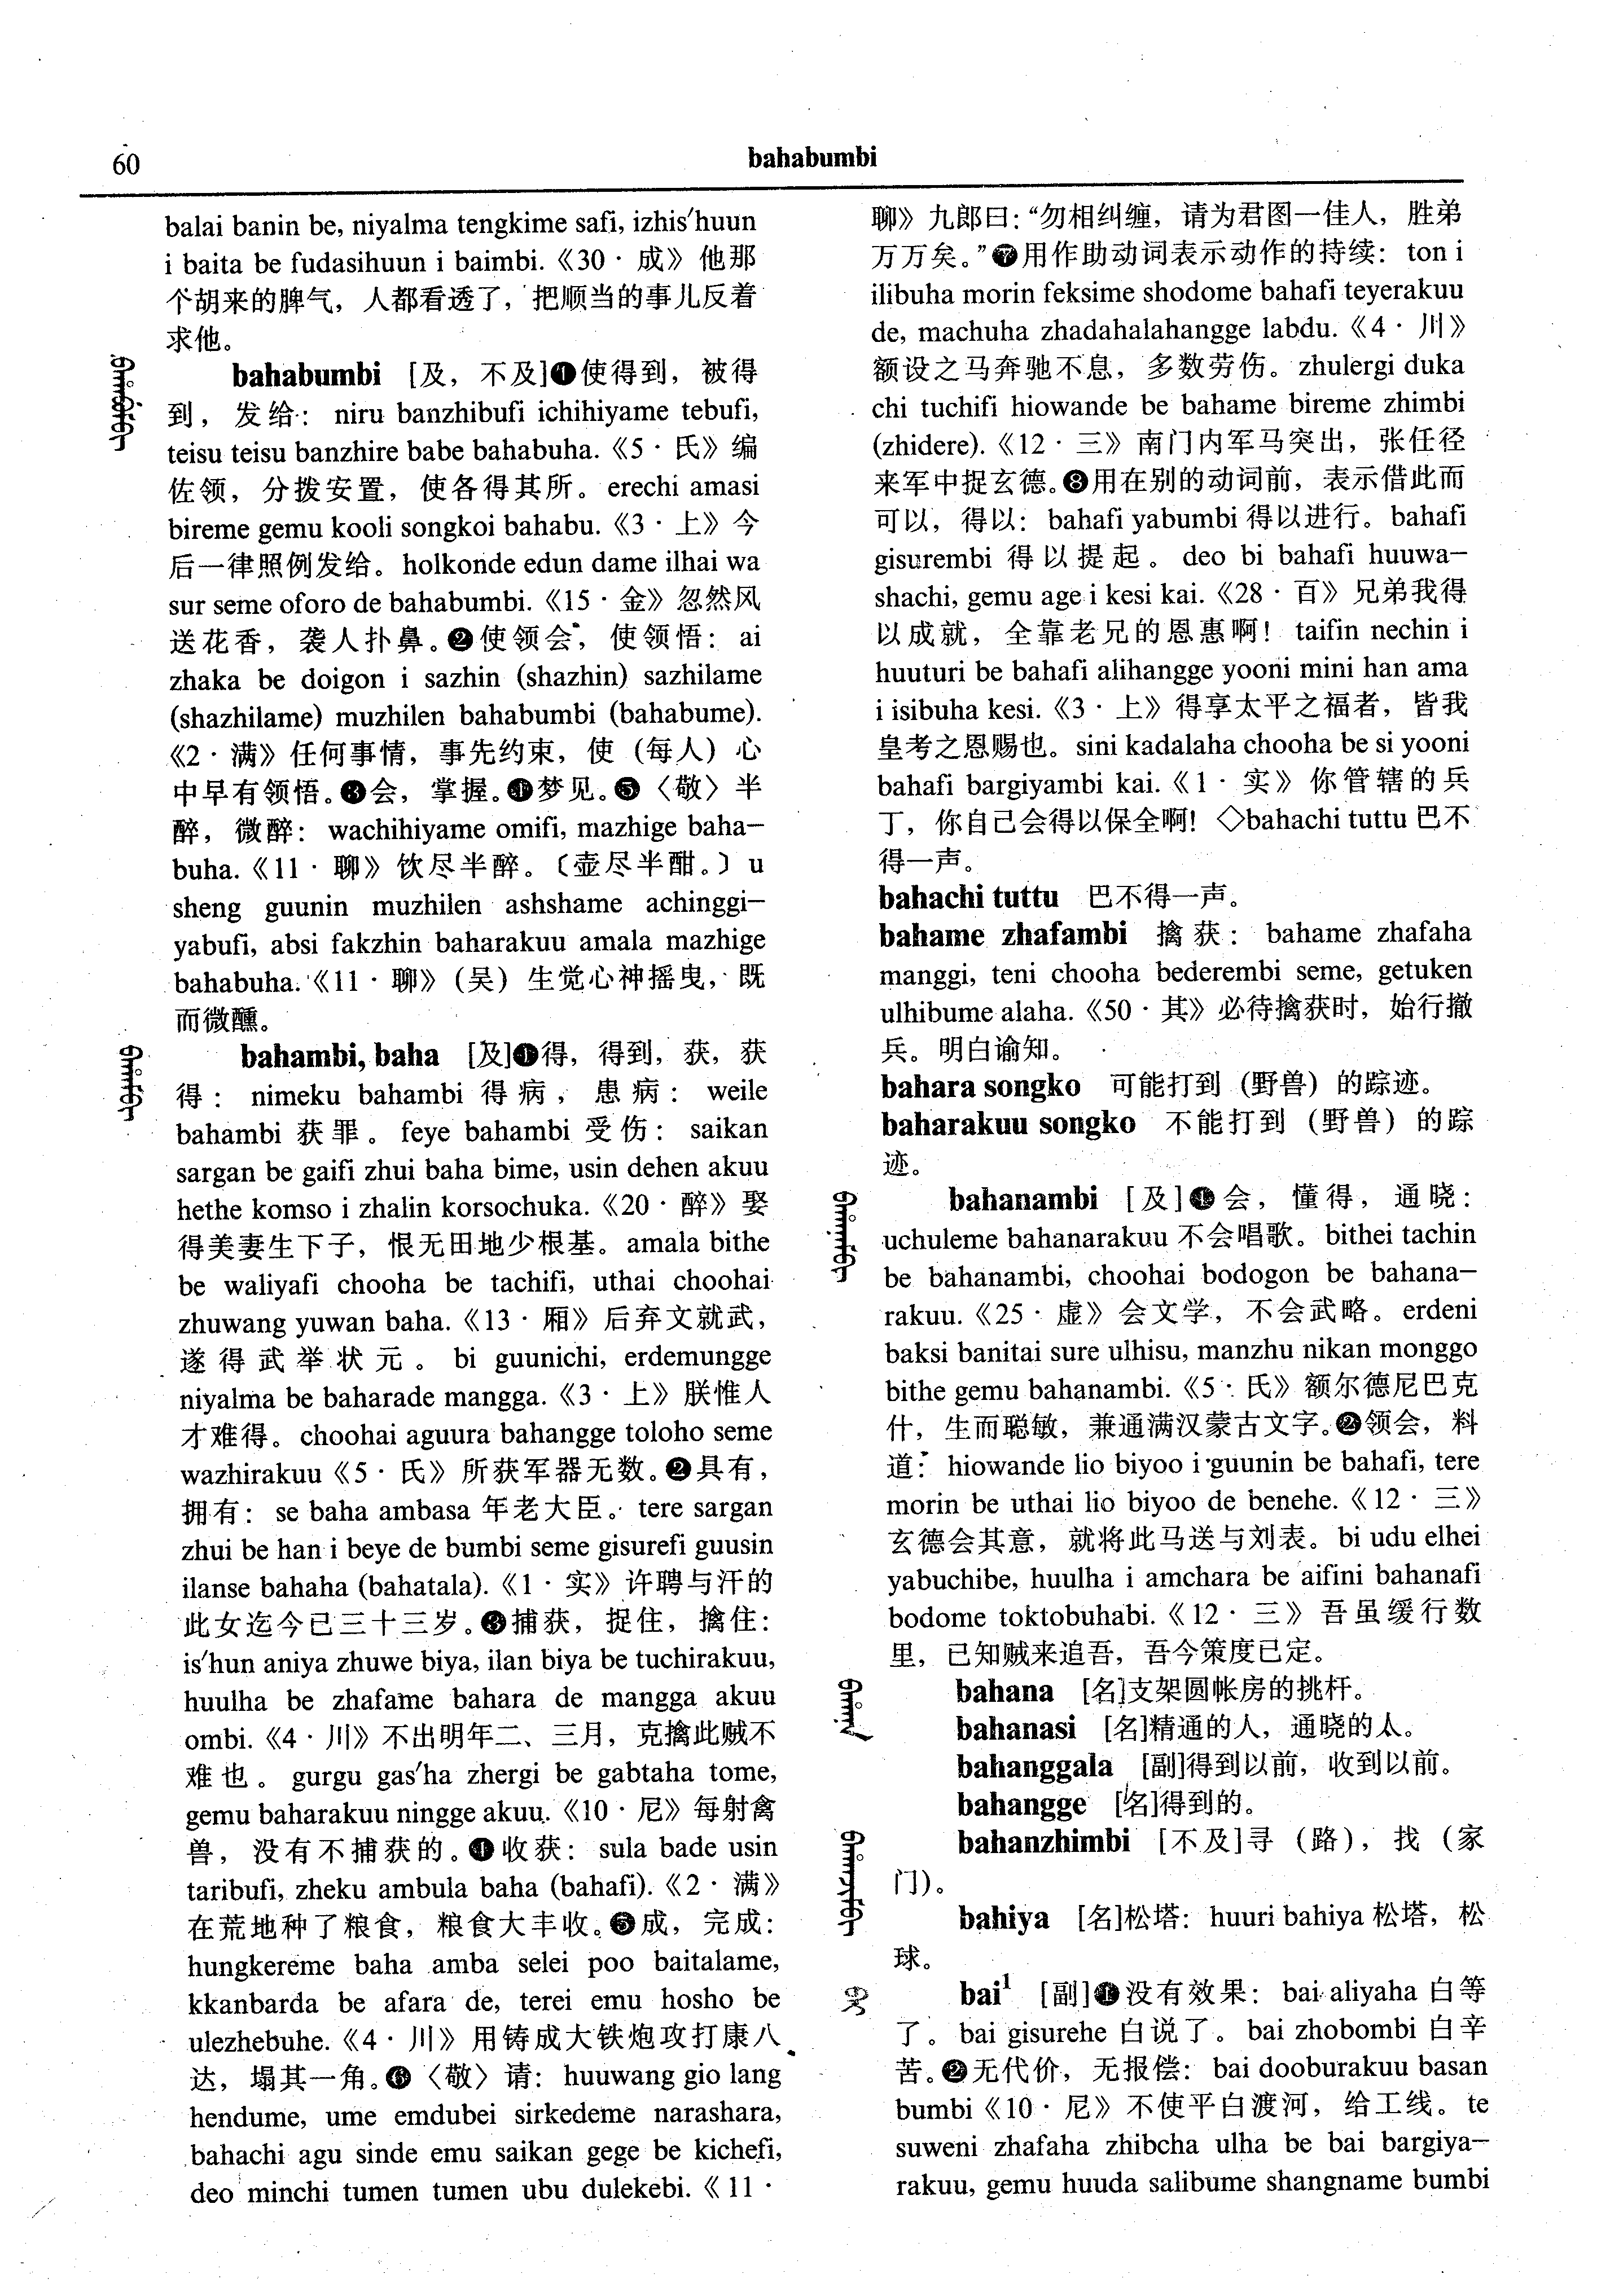 60
bahabumbi
balai banin be, niyalma tengkime safi, izhis′huun
i baita be fudasihuun i baimbi.《30·成》他那
个胡来的脾气，人都看透了，把顺当的事儿反着
求他。
bahabumbi [及，不及]❶使得到，被得
到，发给：niru banzhibufi ichihiyame tebufi,
teisu teisu banzhire babe bahabuha.《5·氏》编
佐领，分拨安置，使各得其所。erechi amasi
bireme gemu kooli songkoi bahabu.《3·上》今
后一律照例发给。holkonde edun dame ilhai wa
sur seme oforo de bahabumbi.《15·金》忽然风
送花香，袭人扑鼻。❷使领会，使领悟：ai
zhaka be doigon i sazhin (shazhin) sazhilame
(shazhilame) muzhilen bahabumbi (bahabume).
《2·满》任何事情，事先约束，使（每人）心
中早有领悟。❸会，掌握。❹梦见。❺〈敬〉半
醉，微醉：wachihiyame omifi, mazhige baha–
buha.《11·聊》饮尽半醉。〔壶尽半酣。〕u
sheng guunin muzhilen ashshame achinggi–
yabufi, absi fakzhin baharakuu amala mazhige
bahabuha.《11·聊》（吴）生觉心神摇曳，既
而微醺。
bahambi, baha [及]❶得，得到，获，获
得：nimeku bahambi 得病，患病：weile
bahambi 获罪。feye bahambi 受伤：saikan
sargan be gaifi zhui baha bime, usin dehen akuu
hethe komso i zhalin korsochuka.《20·醉》娶
得美妻生下子，恨无田地少根基。amala bithe
be waliyafi chooha be tachifi, uthai choohai
zhuwang yuwan baha.《13·厢》后弃文就武，
遂得武举状元。bi guunichi, erdemungge
niyalma be baharade mangga.《3·上》朕惟人
才难得。choohai aguura bahangge toloho seme
wazhirakuu《5·氏》所获军器无数。❷具有，
拥有：se baha ambasa 年老大臣。tere sargan
zhui be han i beye de bumbi seme gisurefi guusin
ilanse bahaha (bahatala).《1·实》许聘与汗的
此女迄今已三十三岁。❸捕获，捉住，擒住：
is′hun aniya zhuwe biya, ilan biya be tuchirakuu,
huulha be zhafame bahara de mangga akuu
ombi.《4·川》不出明年二、三月，克擒此贼不
难也。gurgu gas′ha zhergi be gabtaha tome,
gemu baharakuu ningge akuu.《10·尼》每射禽
兽，没有不捕获的。❹收获：sula bade usin
taribufi, zheku ambula baha (bahafi).《2·满》
在荒地种了粮食，粮食大丰收。❺成，完成：
hungkereme baha amba selei poo baitalame,
kkanbarda be afara de, terei emu hosho be
ulezhebuhe.《4·川》用铸成大铁炮攻打康八
达，塌其一角。❻〈敬〉请：huuwang gio lang
hendume, ume emdubei sirkedeme narashara,
bahachi agu sinde emu saikan gege be kichefi,
deo minchi tumen tumen ubu dulekebi.《11·
聊》九郎曰：“勿相纠缠，请为君图一佳人，胜弟
万万矣。”❼用作助动词表示动作的持续：ton i
ilibuha morin feksime shodome bahafi teyerakuu
de, machuha zhadahalahangge labdu.《4·川》
额设之马奔驰不息，多数劳伤。zhulergi duka
chi tuchifi hiowande be bahame bireme zhimbi
(zhidere).《12·三》南门内军马突出，张任径
来军中捉玄德。❽用在别的动词前，表示借此而
可以，得以：bahafi yabumbi 得以进行。bahafi
gisurembi 得以提起。deo bi bahafi huuwa–
shachi, gemu age i kesi kai.《28·百》兄弟我得
以成就，全靠老兄的恩惠啊！taifin nechin i
huuturi be bahafi alihangge yooni mini han ama
i isibuha kesi.《3·上》得享太平之福者，皆我
皇考之恩赐也。sini kadalaha chooha be si yooni
bahafi bargiyambi kai.《1·实》你管辖的兵
丁，你自己会得以保全啊！◇bahachi tuttu 巴不
得一声。
bahachi tuttu 巴不得一声。
bahame zhafambi 擒获：bahame zhafaha
manggi, teni chooha bederembi seme, getuken
ulhibume alaha.《50·其》必待擒获时，始行撤
兵。明白谕知。
bahara songko 可能打到（野兽）的踪迹。
baharakuu songko 不能打到（野兽）的踪
迹。
bahanambi [及]❶会，懂得，通晓：
uchuleme bahanarakuu 不会唱歌。bithei tachin
be bahanambi, choohai bodogon be bahana–
rakuu.《25·虚》会文学，不会武略。erdeni
baksi banitai sure ulhisu, manzhu nikan monggo
bithe gemu bahanambi.《5·氏》额尔德尼巴克
什，生而聪敏，兼通满汉蒙古文字。❷领会，料
道：hiowande lio biyoo i guunin be bahafi, tere
morin be uthai lio biyoo de benehe.《12·三》
玄德会其意，就将此马送与刘表。bi udu elhei
yabuchibe, huulha i amchara be aifini bahanafi
bodome toktobuhabi.《12·三》吾虽缓行数
里，已知贼来追吾，吾今策度已定。
bahana [名]支架圆帐房的挑杆。
bahanasi [名]精通的人，通晓的太。
bahanggala [副]得到以前，收到以前。
bahangge [名]得到的。
bahanzhimbi [不及]寻（路），找（家
门）。
bahiya [名]松塔：huuri bahiya 松塔，松
球。
bai¹ [副]❶没有效果：bai aliyaha 白等
了。bai gisurehe 白说了。bai zhobombi 白辛
苦。❷无代价，无报偿：bai dooburakuu basan
bumbi《10·尼》不使平白渡河，给工线。te
suweni zhafaha zhibcha ulha be bai bargiya–
rakuu, gemu huuda salibume shangname bumbi